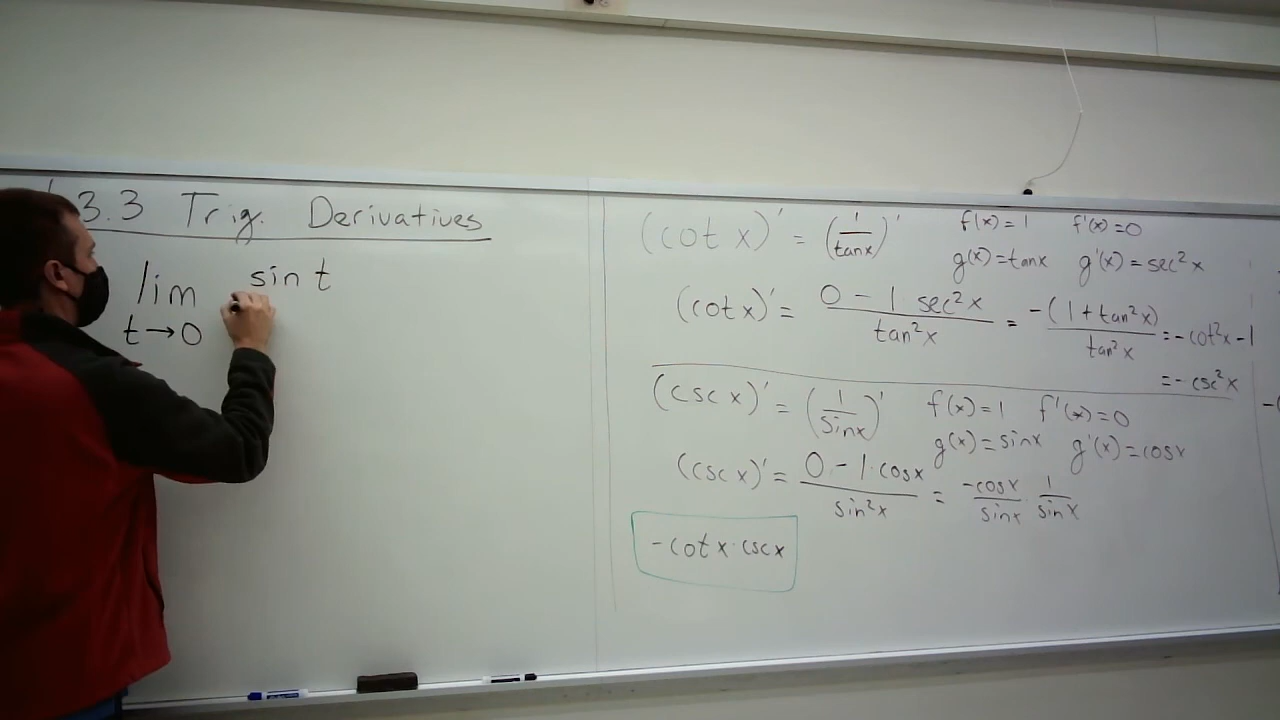 3.3 Trig. Derivatives
lim sin t
t→0
(cot x)' = (1/tanx)' f(x)=1 f'(x)=0
g(x)=tanx g'(x)=sec²x
(cot x)' = (0 - 1 sec²x)/(tan²x) = -(1+tan²x)/(tan²x) = -cot²x-1
= -csc²x
(csc x)' = (1/sinx)' f(x)=1 f'(x)=0
g(x)=sinx g'(x)=cosx
(csc x)' = (0 - 1·cosx)/(sin²x) = (-cosx)/(sinx) · 1/(sinx)
-cot x·csc x